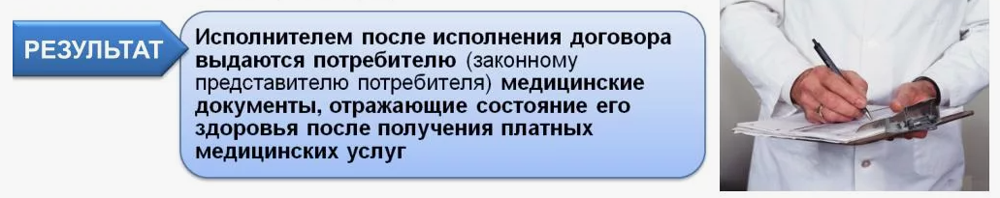 РЕЗУЛЬТАТ
Исполнителем после исполнения договора
выдаются потребителю (законному
представителю потребителя) медицинские
документы, отражающие состояние его
здоровья после получения платных
медицинских услуг